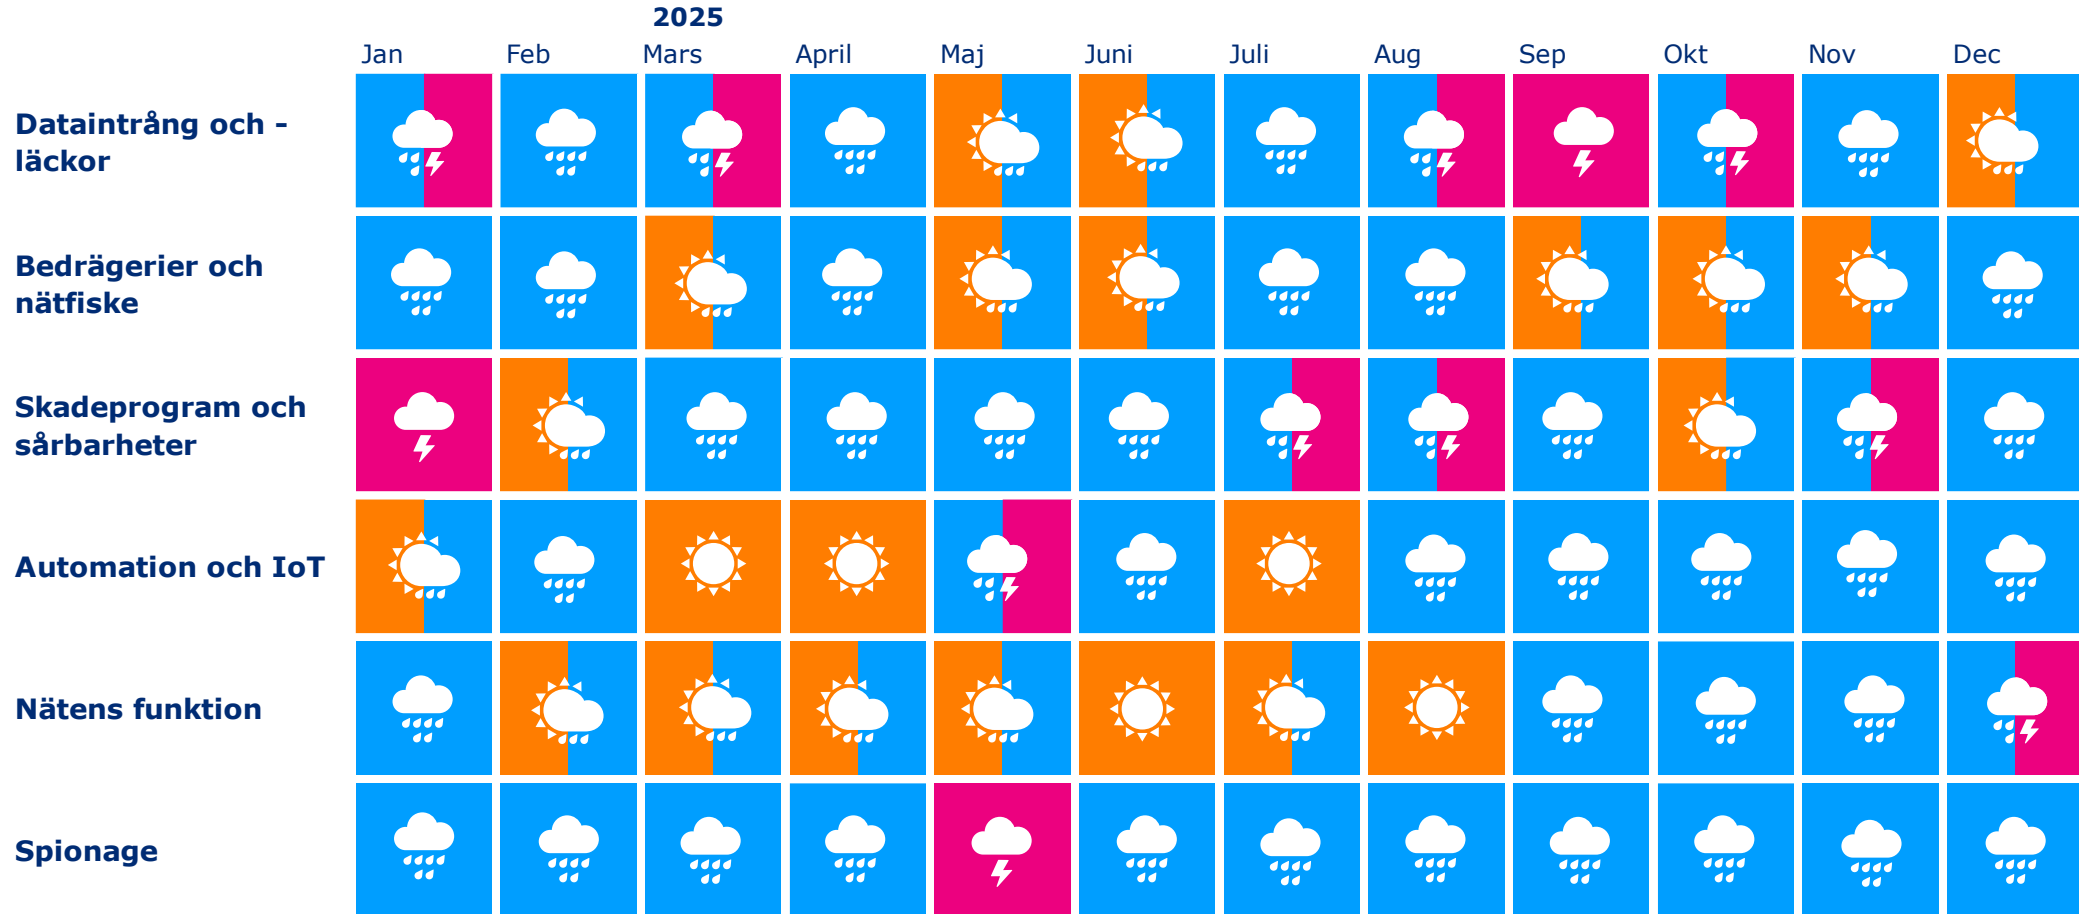 2025
Jan Feb Mars April Maj Juni Juli Aug Sep Okt Nov Dec
Dataintrång och -
läckor
Bedrägerier och
nätfiske
Skadeprogram och
sårbarheter
Automation och IoT
Nätens funktion
Spionage